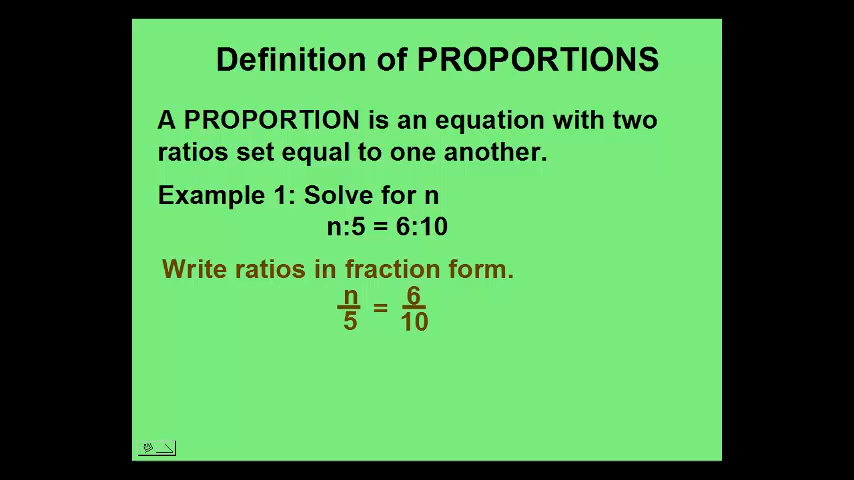 Definition of PROPORTIONS
A PROPORTION is an equation with two
ratios set equal to one another.
Example 1: Solve for n
n:5 = 6:10
Write ratios in fraction form.
n/5 = 6/10